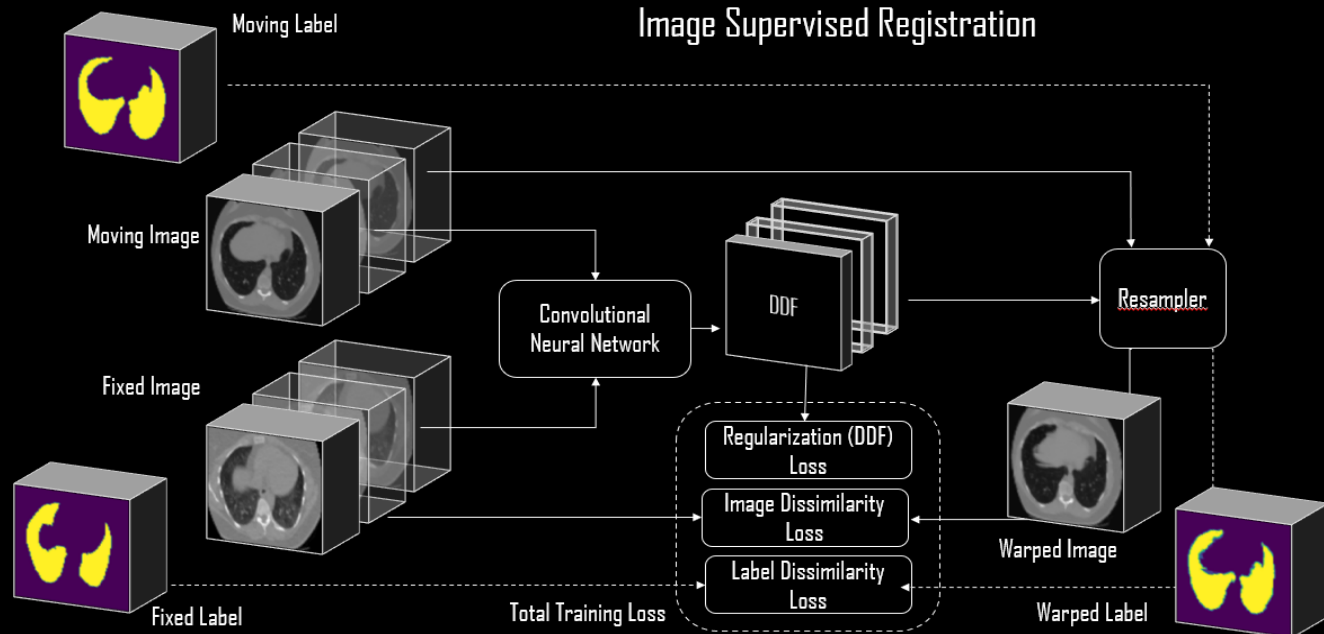 Image Supervised Registration
Moving Label
Moving Image
Fixed Image
Fixed Label
Convolutional
Neural Network
DDF
Resampler
Regularization (DDF)
Loss
Image Dissimilarity
Loss
Label Dissimilarity
Loss
Total Training Loss
Warped Image
Warped Label